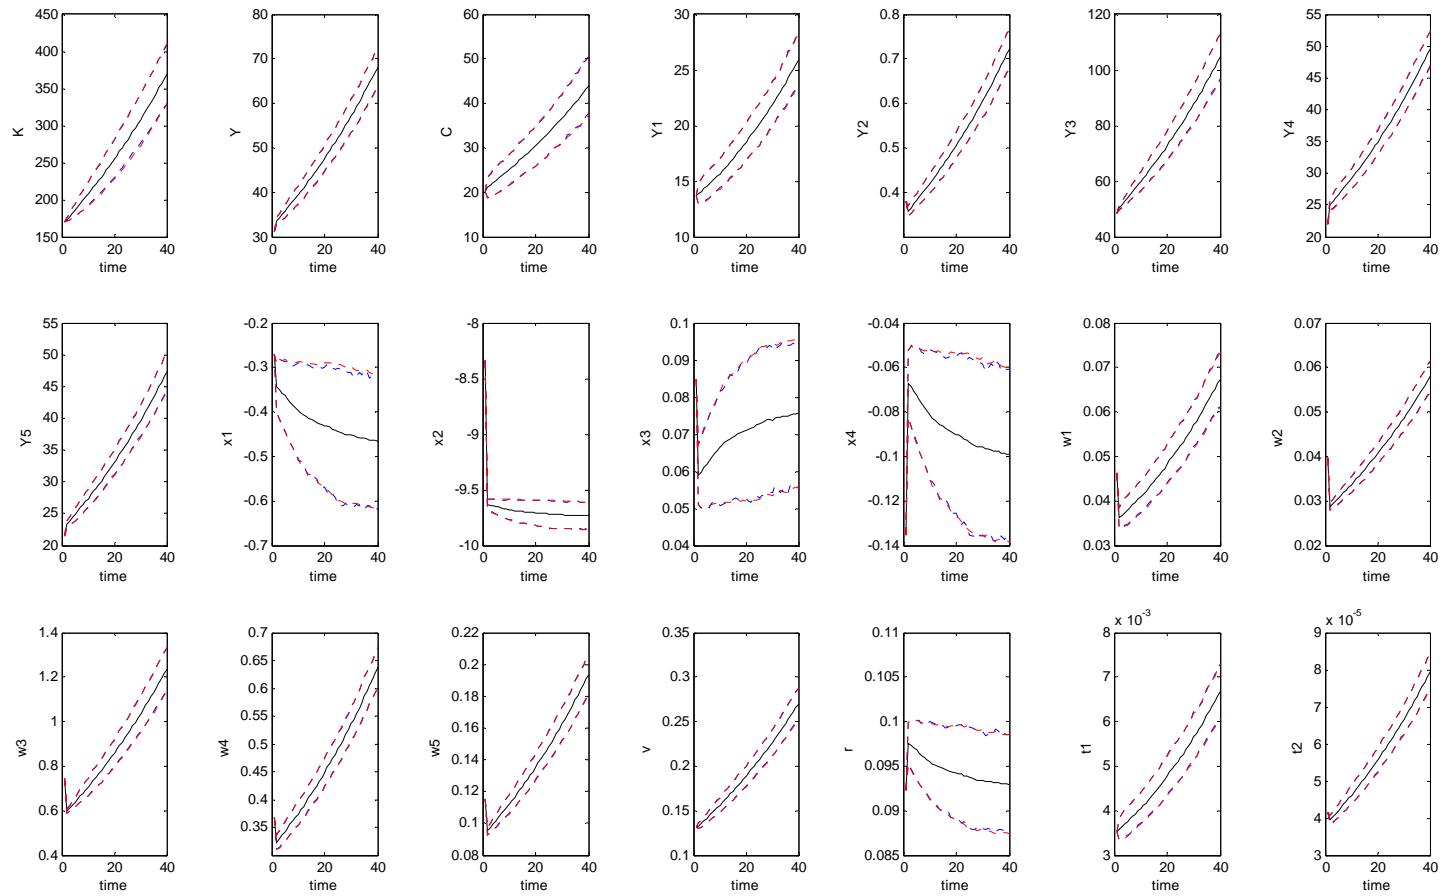 450
400
350
300
250
200
150
K
0 20 40
time
80
70
60
50
40
30
Y
0 20 40
time
60
50
40
30
20
10
C
0 20 40
time
30
25
20
15
10
Y1
0 20 40
time
0.8
0.7
0.6
0.5
0.4
Y2
0 20 40
time
120
100
80
60
40
Y3
0 20 40
time
55
50
45
40
35
30
25
20
Y4
0 20 40
time
55
50
45
40
35
30
25
20
Y5
0 20 40
time
-0.2
-0.3
-0.4
-0.5
-0.6
-0.7
x1
0 20 40
time
-8
-8.5
-9
-9.5
-10
x2
0 20 40
time
0.1
0.09
0.08
0.07
0.06
0.05
0.04
x3
0 20 40
time
-0.04
-0.06
-0.08
-0.1
-0.12
-0.14
x4
0 20 40
time
0.08
0.07
0.06
0.05
0.04
0.03
w1
0 20 40
time
0.07
0.06
0.05
0.04
0.03
0.02
w2
0 20 40
time
1.4
1.2
1
0.8
0.6
0.4
w3
0 20 40
time
0.7
0.65
0.6
0.55
0.5
0.45
0.4
0.35
w4
0 20 40
time
0.22
0.2
0.18
0.16
0.14
0.12
0.1
0.08
w5
0 20 40
time
0.35
0.3
0.25
0.2
0.15
0.1
v
0 20 40
time
0.11
0.105
0.1
0.095
0.09
0.085
r
0 20 40
time
x 10^-3
8
7
6
5
4
3
t1
0 20 40
time
x 10^-5
9
8
7
6
5
4
3
t2
0 20 40
time